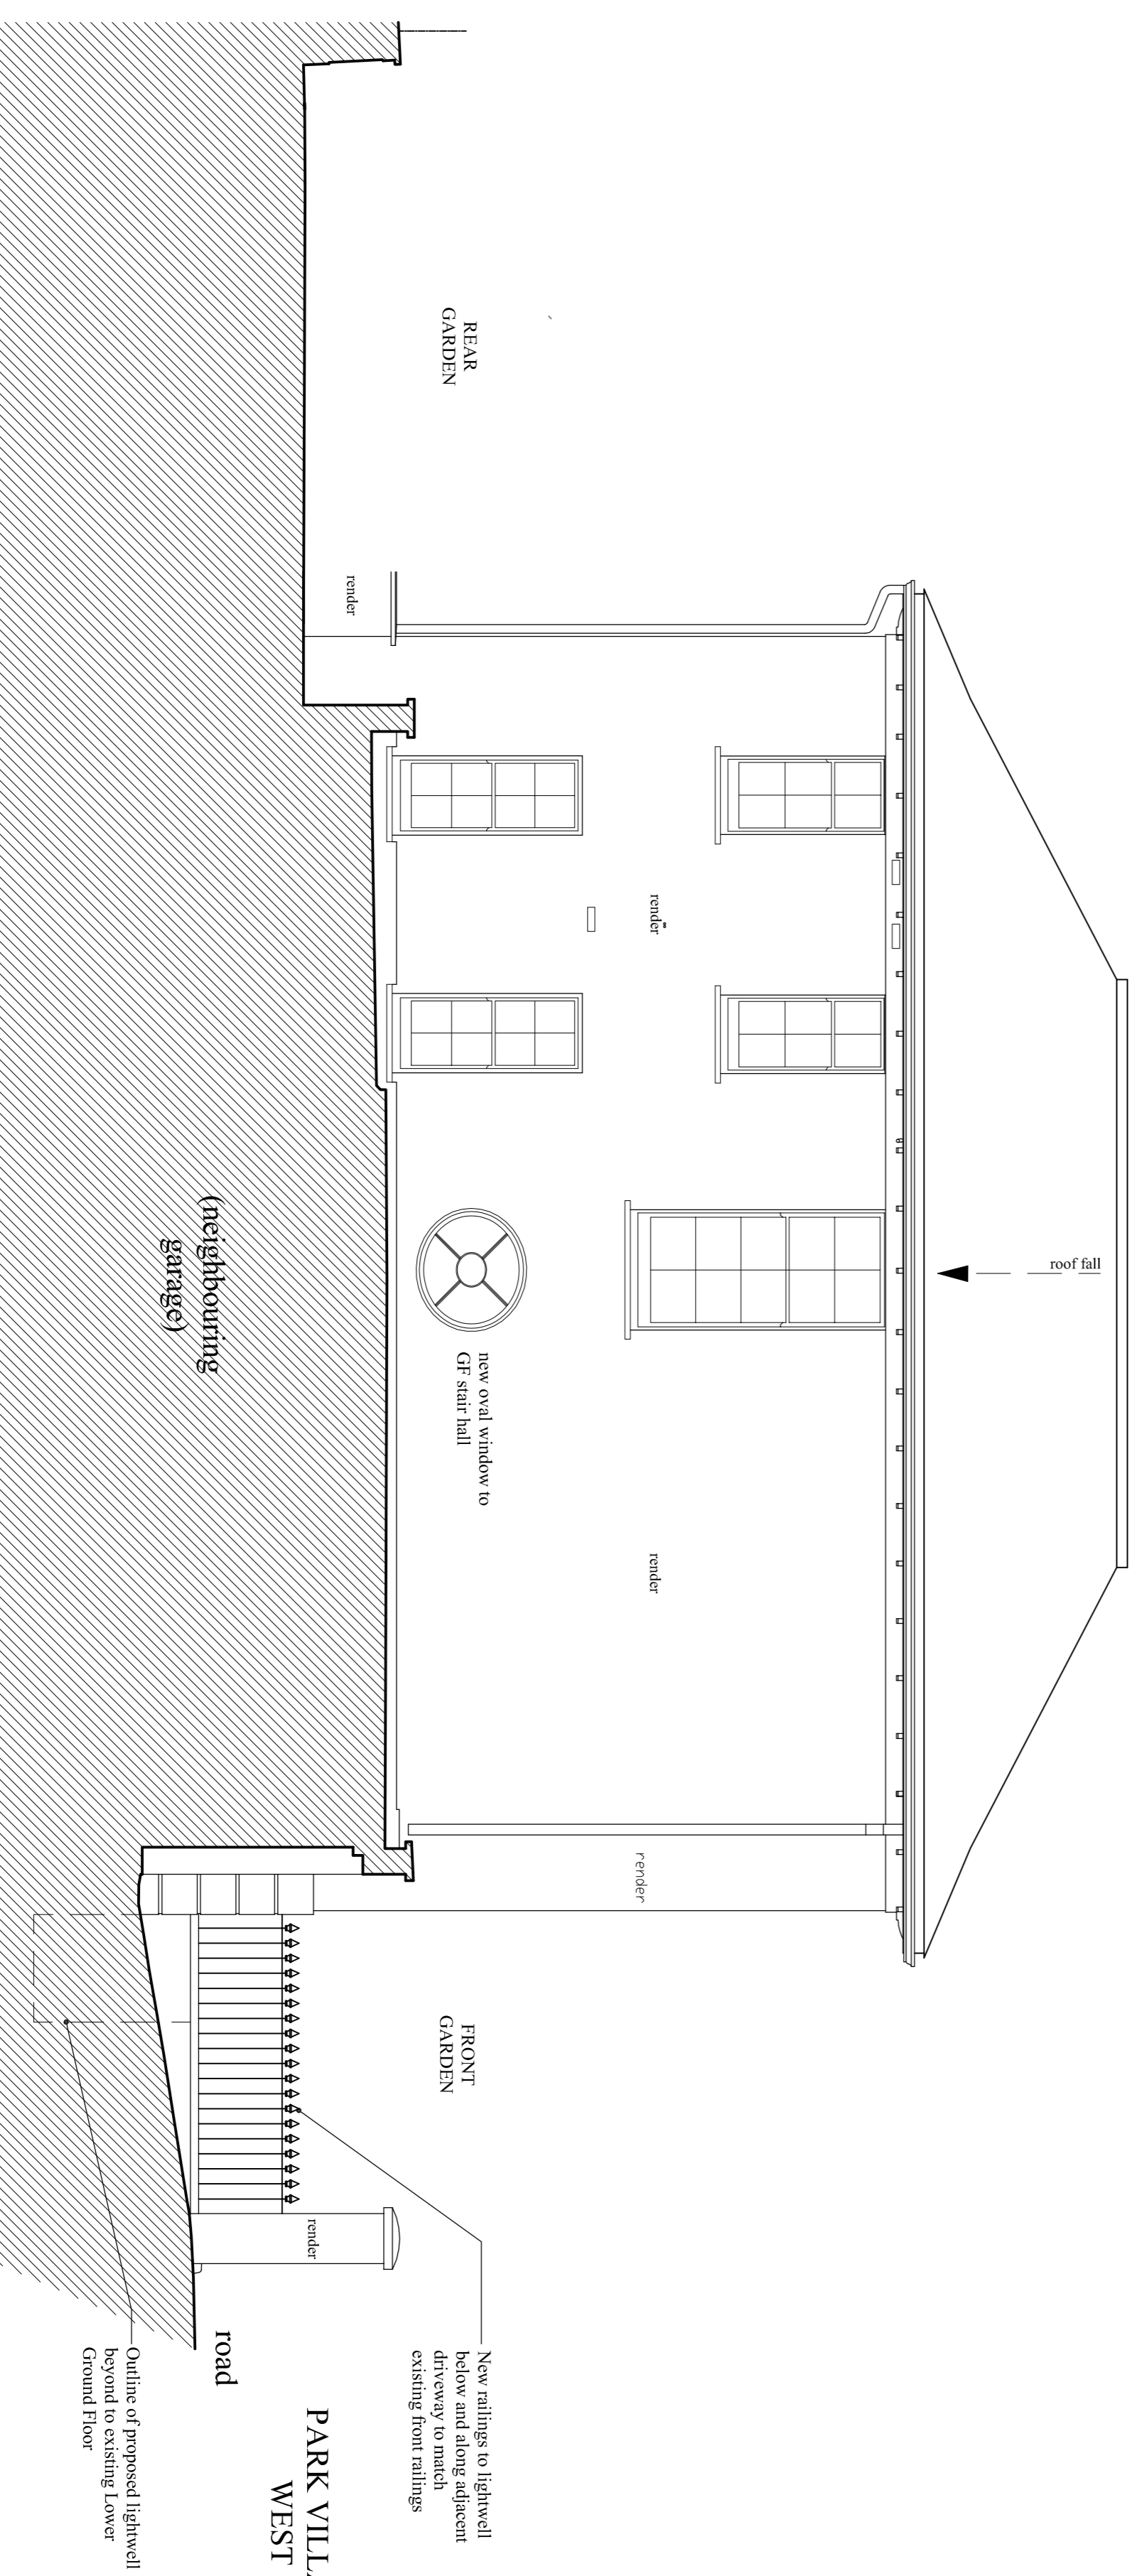 roof fall
REAR
GARDEN
render
render
new oval window to
GF stair hall
render
render
FRONT
GARDEN
(neighbouring
garage)
render
New railings to lightwell
below and along adjacent
driveway to match
existing front railings
road
PARK VILL
WEST
Outline of proposed lightwell
beyond to existing Lower
Ground Floor